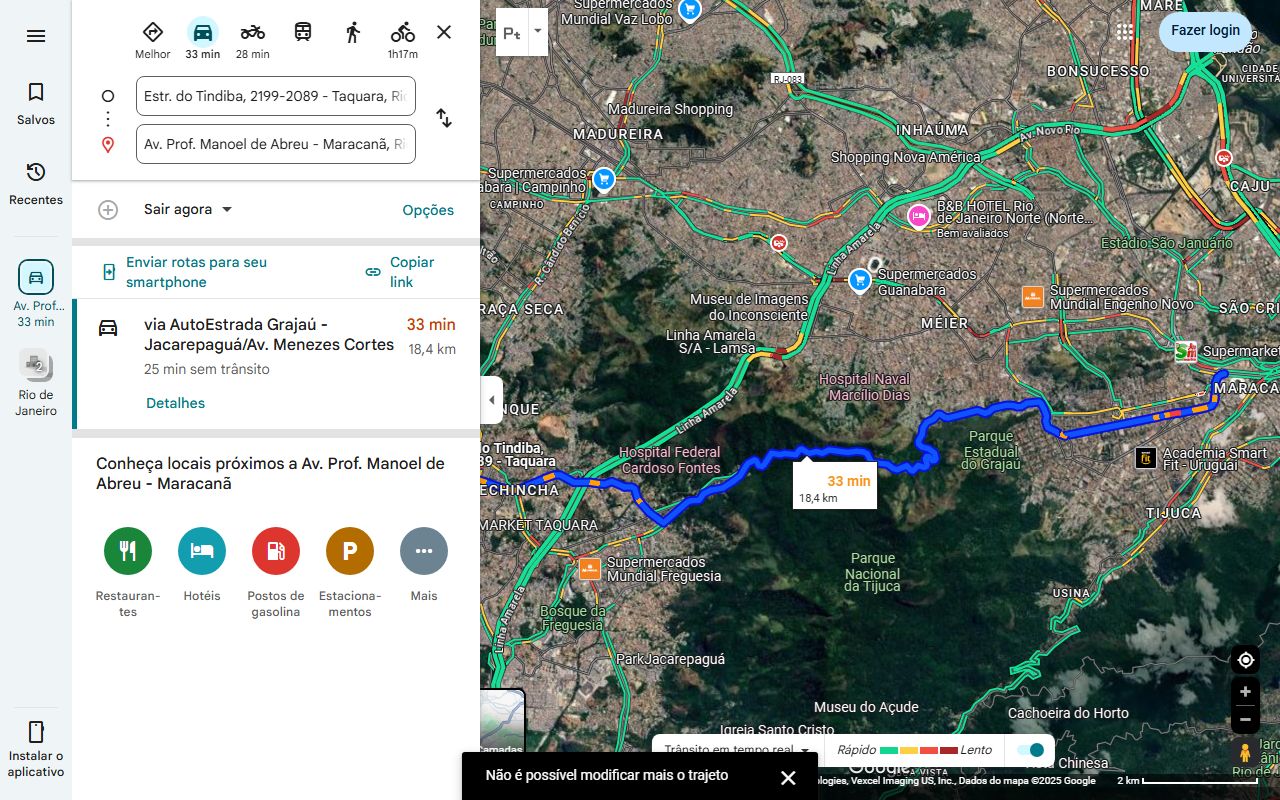 Melhor
33 min
28 min
1h17m
Salvos
Recentes
Av. Prof...
33 min
2
Rio de
Janeiro
Instalar o
aplicativo
Estr. do Tindiba, 2199-2089 - Taquara, Ri
Av. Prof. Manoel de Abreu - Maracanã, R
Sair agora
Opções
Enviar rotas para seu
smartphone
Copiar
link
via AutoEstrada Grajaú -
Jacarepaguá/Av. Menezes Cortes
33 min
18,4 km
25 min sem trânsito
Detalhes
Conheça locais próximos a Av. Prof. Manoel de
Abreu - Maracanã
Restauran-
tes
Hotéis
Postos de
gasolina
Estaciona-
mentos
Mais
Supermercados
Mundial Vaz Lobo
Pt
Fazer login
MARÉ
CIDADE
UNIVERSITA
BONSUCESSO
RJ-083
Madureira Shopping
MADUREIRA
INHAÚMA
Av. Novo Rio
Shopping Nova América
Supermercados
abara | Campinho
CAMPINHO
CAJU
B&B HOTEL Rio
de Janeiro Norte (Norte...
Bem avaliados
R. Cândido Benício
Linha Amarela
Estádio São Januário
Supermercados
Guanabara
Supermercados
Mundial Engenho Novo
RAÇA SECA
Museu de Imagens
do Inconsciente
SÃO CRI
MÉIER
Linha Amarela
S/A - Lamsa
Supermarket
Hospital Naval
Marcílio Dias
MARACA
NQUE
Linha Amarela
Parque
Estadual
do Grajaú
o Tindiba,
89 - Taquara
Hospital Federal
Cardoso Fontes
Academia Smart
Fit - Uruguai
33 min
18,4 km
ECHINCHA
TIJUCA
MARKET TAQUARA
Supermercados
Mundial Freguesia
Parque
Nacional
da Tijuca
USINA
Bosque da
Freguesia
Linha Amarela
ParkJacarepaguá
Museu do Açude
Cachoeira do Horto
Igreja Santo Cristo
Camadas
Trânsito em tempo real
Rápido
Lento
Chinesa
Google
A VISTA
Não é possível modificar mais o trajeto
ologies, Vexcel Imaging US, Inc., Dados do mapa ©2025 Google
2 km